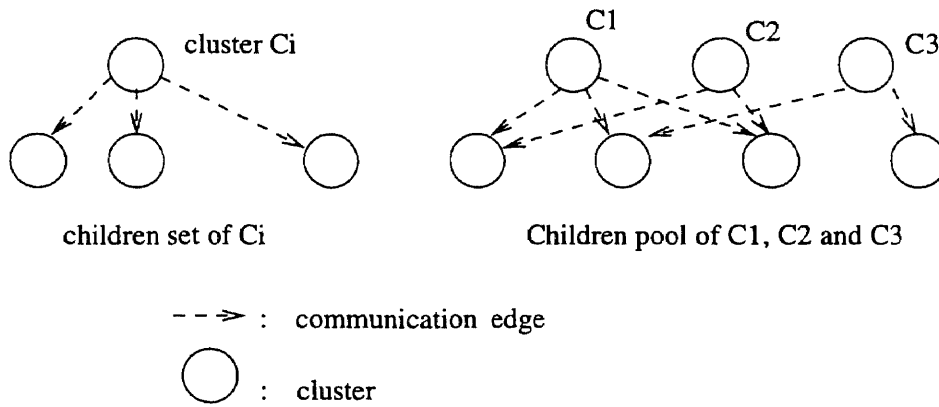 cluster Ci
C1
C2
C3
children set of Ci
Children pool of C1, C2 and C3
: communication edge
: cluster